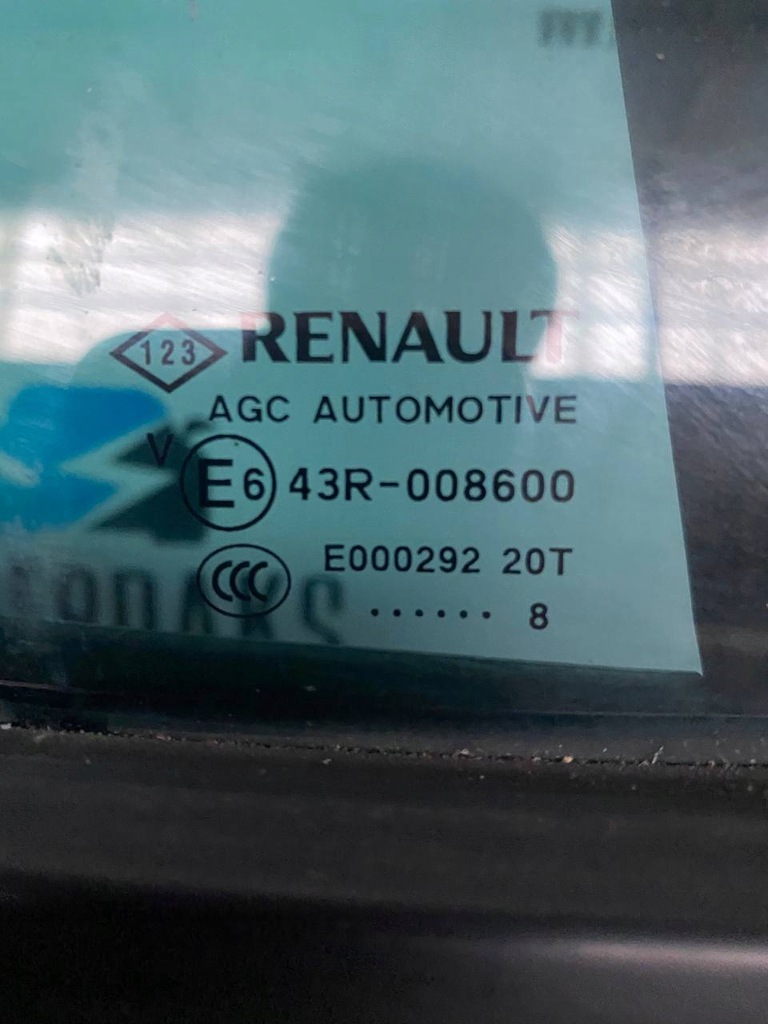 123 RENAULT
AGC AUTOMOTIVE
V E6 43R-008600
CCC E000292 20T
...... 8